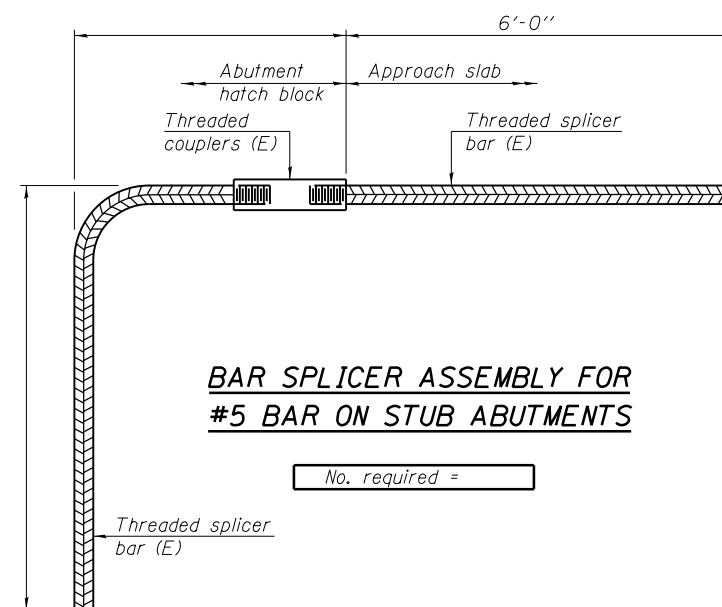 6'-0"
Abutment
hatch block
Approach slab
Threaded
couplers (E)
Threaded splicer
bar (E)
BAR SPLICER ASSEMBLY FOR
#5 BAR ON STUB ABUTMENTS
No. required =
Threaded splicer
bar (E)